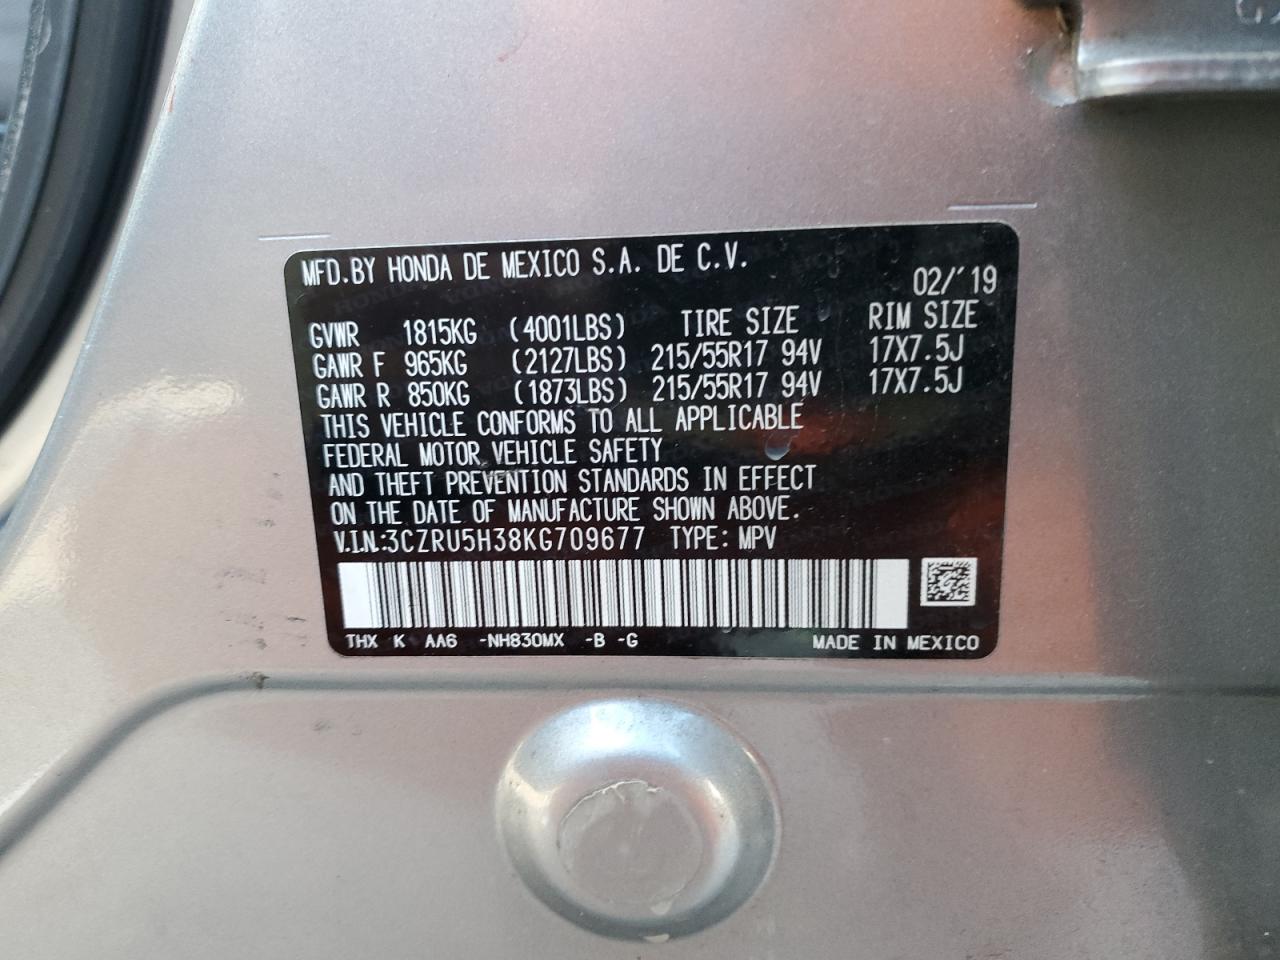 MFD.BY HONDA DE MEXICO S.A. DE C.V.
02/'19
GVWR 1815KG (4001LBS) TIRE SIZE RIM SIZE
GAWR F 965KG (2127LBS) 215/55R17 94V 17X7.5J
GAWR R 850KG (1873LBS) 215/55R17 94V 17X7.5J
THIS VEHICLE CONFORMS TO ALL APPLICABLE
FEDERAL MOTOR VEHICLE SAFETY
AND THEFT PREVENTION STANDARDS IN EFFECT
ON THE DATE OF MANUFACTURE SHOWN ABOVE.
V.I.N.:3CZRU5H38KG709677 TYPE: MPV
THX K AA6 -NH830MX -B -G MADE IN MEXICO